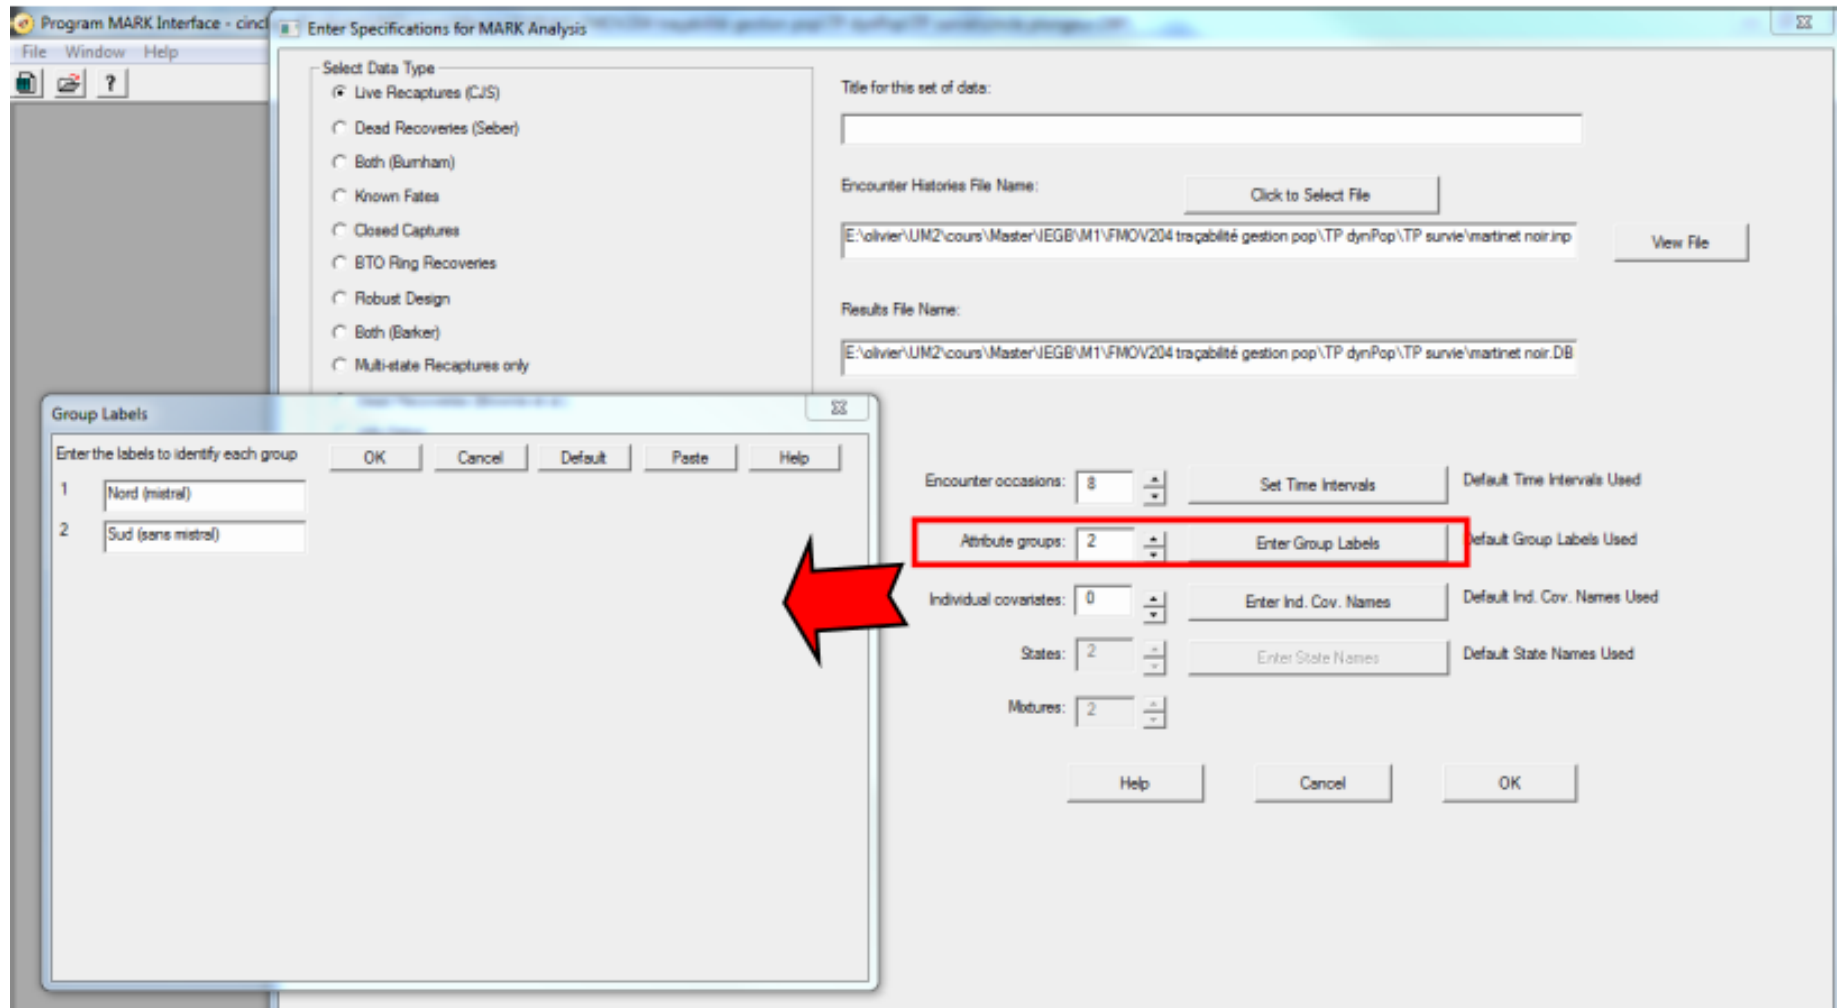 Program MARK Interface - cincl
Enter Specifications for MARK Analysis
File Window Help
?
Select Data Type
Live Recaptures (CJS)
Dead Recoveries (Seber)
Both (Burnham)
Known Fates
Closed Captures
BTO Ring Recoveries
Robust Design
Both (Barker)
Multi-state Recaptures only
Title for this set of data:
Encounter Histories File Name:
Click to Select File
E:\olivier\UM2\cours\Master\IEGB\M1\FMOV204 traçabilité gestion pop\TP dynPop\TP survie\martinet noir.inp
View File
Results File Name:
E:\olivier\UM2\cours\Master\IEGB\M1\FMOV204 traçabilité gestion pop\TP dynPop\TP survie\martinet noir.DB
Group Labels
Enter the labels to identify each group
OK Cancel Default Paste Help
1 Nord (mistral)
2 Sud (sans mistral)
Encounter occasions: 8 Set Time Intervals Default Time Intervals Used
Attribute groups: 2 Enter Group Labels Default Group Labels Used
Individual covariates: 0 Enter Ind. Cov. Names Default Ind. Cov. Names Used
States: 2 Enter State Names Default State Names Used
Mixtures: 2
Help Cancel OK